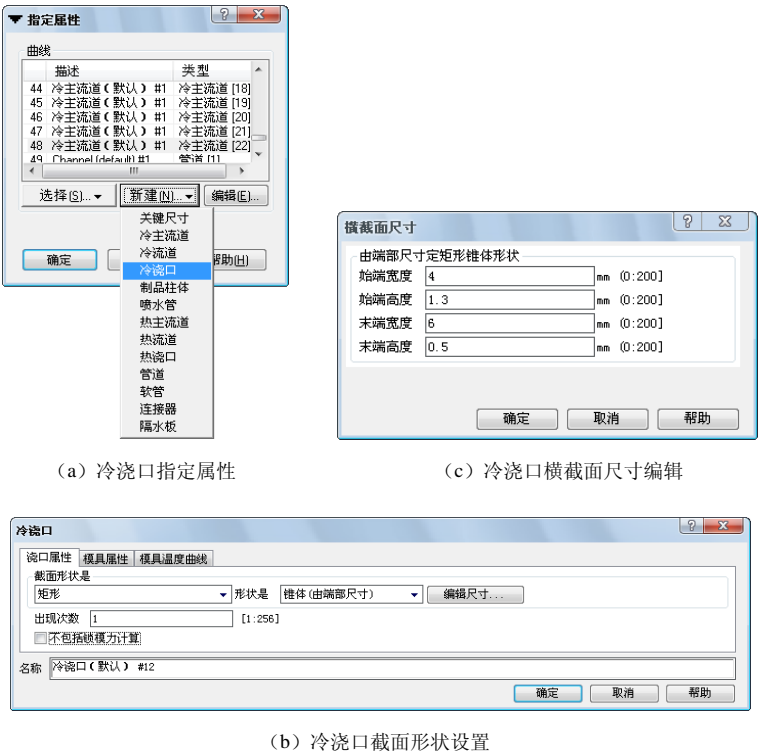 指定属性
曲线
描述 类型
44 冷主流道(默认) #1 冷主流道 [18]
45 冷主流道(默认) #1 冷主流道 [19]
46 冷主流道(默认) #1 冷主流道 [20]
47 冷主流道(默认) #1 冷主流道 [21]
48 冷主流道(默认) #1 冷主流道 [22]
49 Channel (default) #1 管道 [1]
选择(S)... 新建(N)... 编辑(E)...
关键尺寸
冷主流道
冷流道
冷浇口
制品柱体
喷水管
热主流道
热流道
热浇口
管道
软管
连接器
隔水板
确定 帮助(H)
(a)冷浇口指定属性
横截面尺寸
由端部尺寸定矩形锥体形状
始端宽度 4 mm (0:200]
始端高度 1.3 mm (0:200]
末端宽度 6 mm (0:200]
末端高度 0.5 mm (0:200]
确定 取消 帮助
(c)冷浇口横截面尺寸编辑
冷浇口
浇口属性 模具属性 模具温度曲线
截面形状是
矩形 形状是 锥体(由端部尺寸) 编辑尺寸...
出现次数 1 [1:256]
不包括锁模力计算
名称 冷浇口(默认) #12
确定 取消 帮助
(b)冷浇口截面形状设置